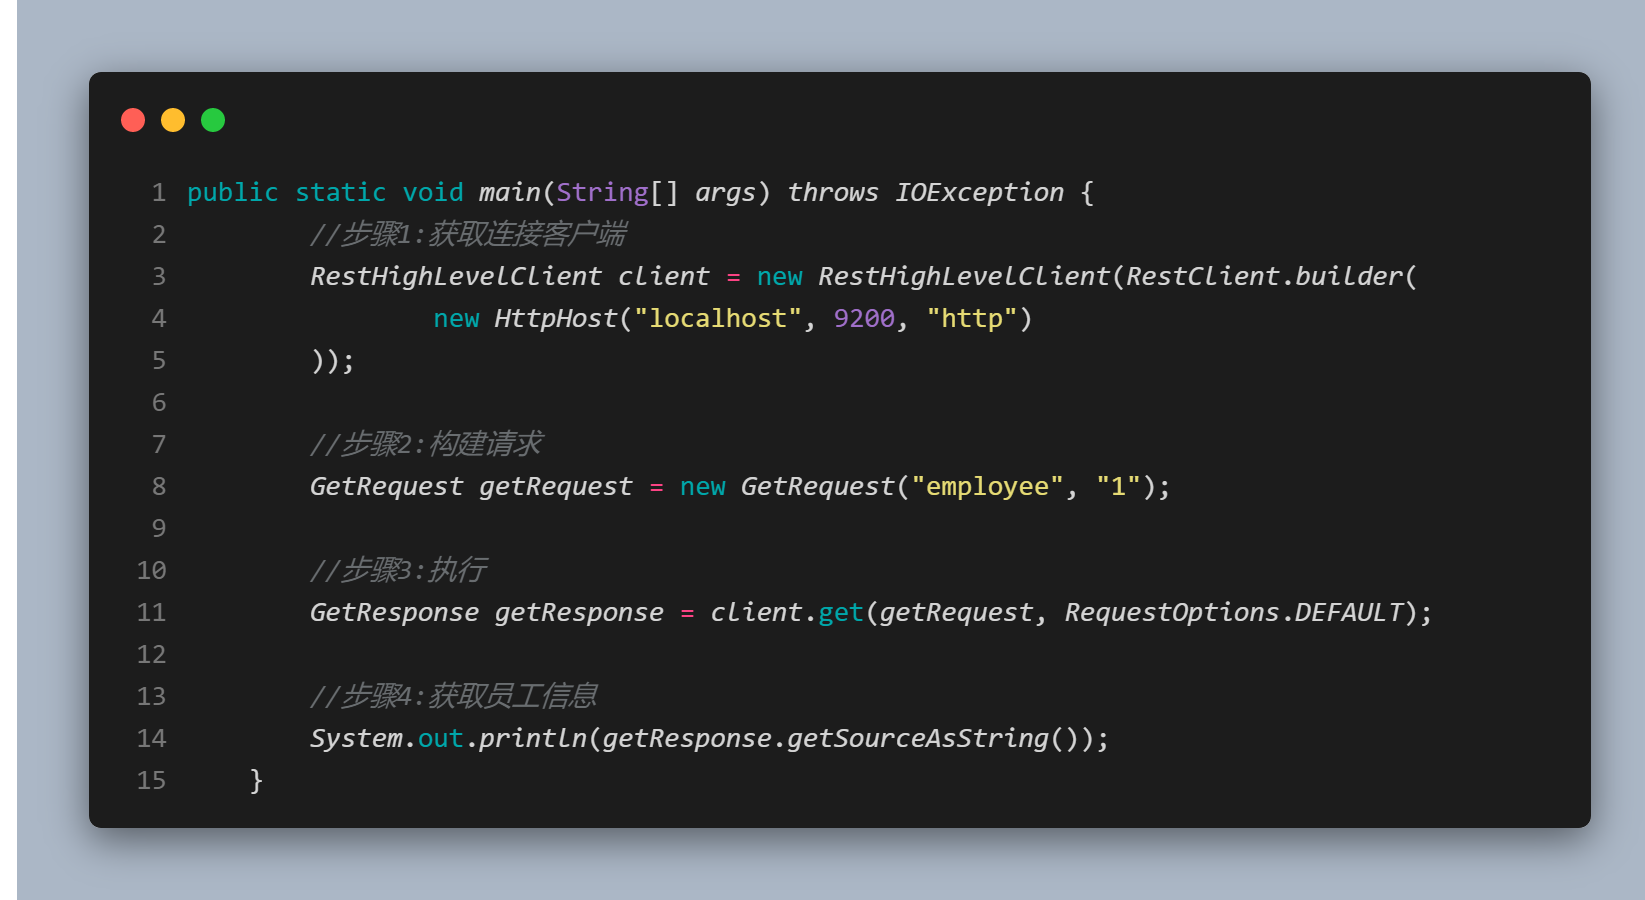 1 public static void main(String[] args) throws IOException {
2 //步骤1:获取连接客户端
3 RestHighLevelClient client = new RestHighLevelClient(RestClient.builder(
4 new HttpHost("localhost", 9200, "http")
5 ));
6
7 //步骤2:构建请求
8 GetRequest getRequest = new GetRequest("employee", "1");
9
10 //步骤3:执行
11 GetResponse getResponse = client.get(getRequest, RequestOptions.DEFAULT);
12
13 //步骤4:获取员工信息
14 System.out.println(getResponse.getSourceAsString());
15 }